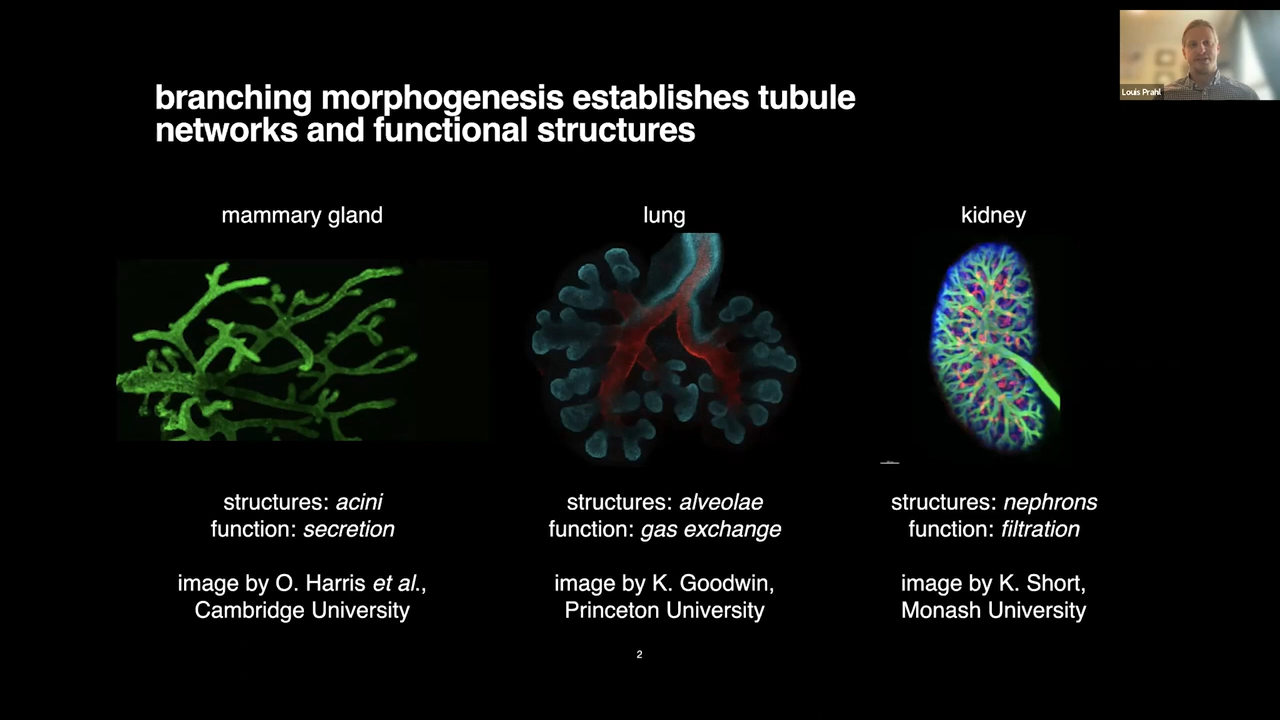 Louis Prahl
branching morphogenesis establishes tubule
networks and functional structures
mammary gland
lung
kidney
structures: acini
function: secretion
structures: alveolae
function: gas exchange
structures: nephrons
function: filtration
image by O. Harris et al.,
Cambridge University
image by K. Goodwin,
Princeton University
image by K. Short,
Monash University
2